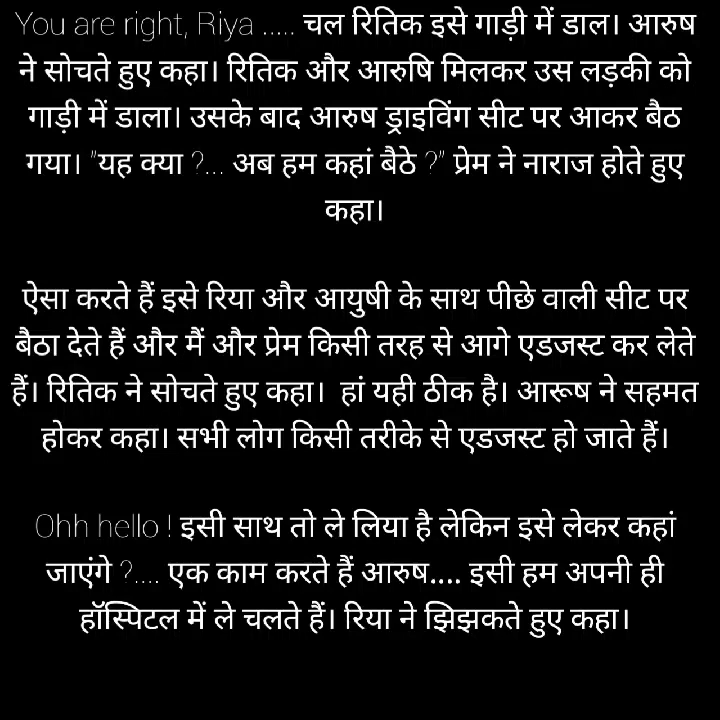 You are right, Riya ..... चल रितिक इसे गाड़ी में डाल। आरुष
ने सोचते हुए कहा। रितिक और आरुषि मिलकर उस लड़की को
गाड़ी में डाला। उसके बाद आरुष ड्राइविंग सीट पर आकर बैठ
गया। "यह क्या ?... अब हम कहां बैठे ?" प्रेम ने नाराज होते हुए
कहा।
ऐसा करते हैं इसे रिया और आयुषी के साथ पीछे वाली सीट पर
बैठा देते हैं और मैं और प्रेम किसी तरह से आगे एडजस्ट कर लेते
हैं। रितिक ने सोचते हुए कहा। हां यही ठीक है। आरूष ने सहमत
होकर कहा। सभी लोग किसी तरीके से एडजस्ट हो जाते हैं।
Ohh hello ! इसी साथ तो ले लिया है लेकिन इसे लेकर कहां
जाएंगे ?.... एक काम करते हैं आरुष.... इसी हम अपनी ही
हॉस्पिटल में ले चलते हैं। रिया ने झिझकते हुए कहा।